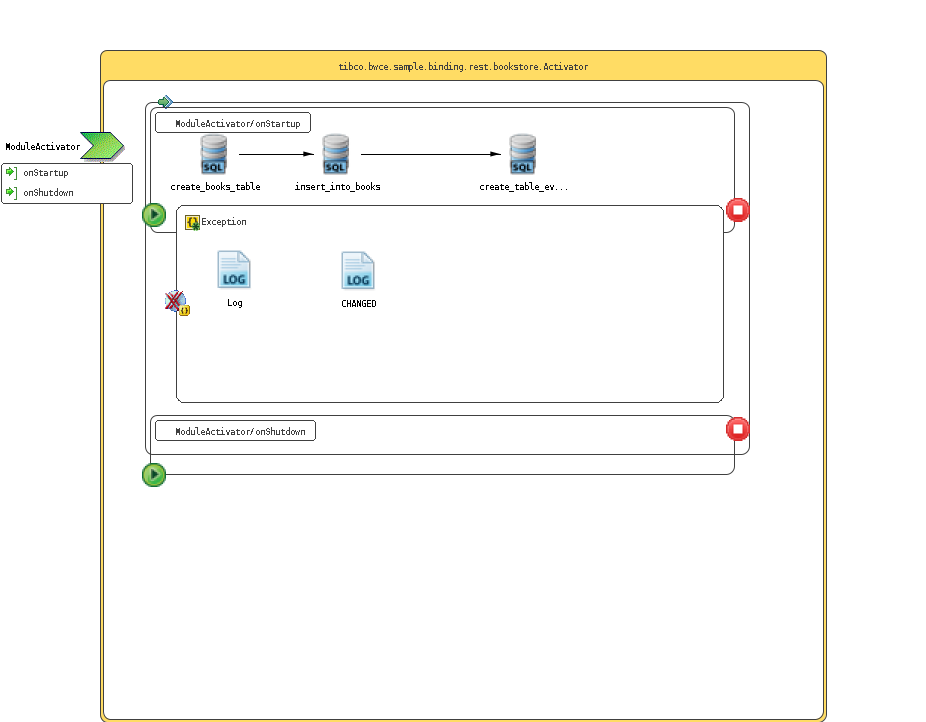 tibco.bwce.sample.binding.rest.bookstore.Activator
ModuleActivator/onStartup
ModuleActivator
SQL SQL SQL
onStartup
create_books_table insert_into_books create_table_ev...
onShutdown
{} Exception
LOG LOG
Log CHANGED
{}
ModuleActivator/onShutdown